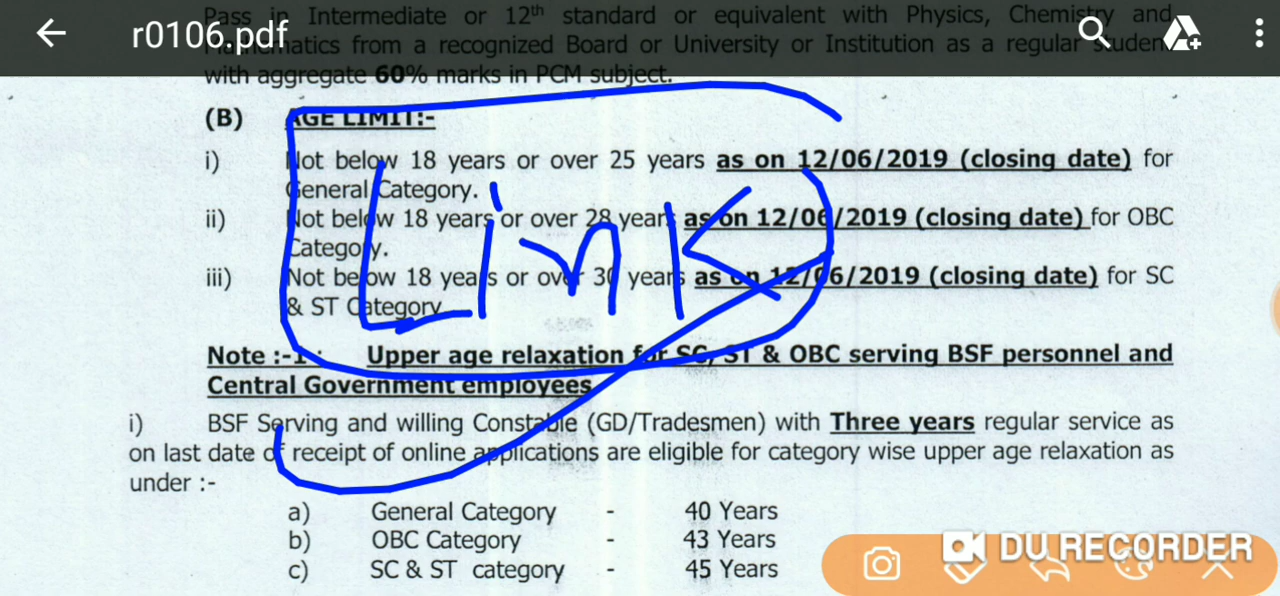 Pass in Intermediate or 12th standard or equivalent with Physics, Chemistry and
r0106.pdf
Mathematics from a recognized Board or University or Institution as a regular student
with aggregate 60% marks in PCM subject.
(B) AGE LIMIT:-
i) Not below 18 years or over 25 years as on 12/06/2019 (closing date) for
General Category.
ii) Not below 18 years or over 28 years as on 12/06/2019 (closing date) for OBC
Category.
iii) Not below 18 years or over 30 years as on 12/06/2019 (closing date) for SC
& ST Category
Link
Note :-1 : Upper age relaxation for SC, ST & OBC serving BSF personnel and
Central Government employees
i) BSF Serving and willing Constable (GD/Tradesmen) with Three years regular service as
on last date of receipt of online applications are eligible for category wise upper age relaxation as
under :-
a) General Category - 40 Years
b) OBC Category - 43 Years
c) SC & ST category - 45 Years
DU RECORDER